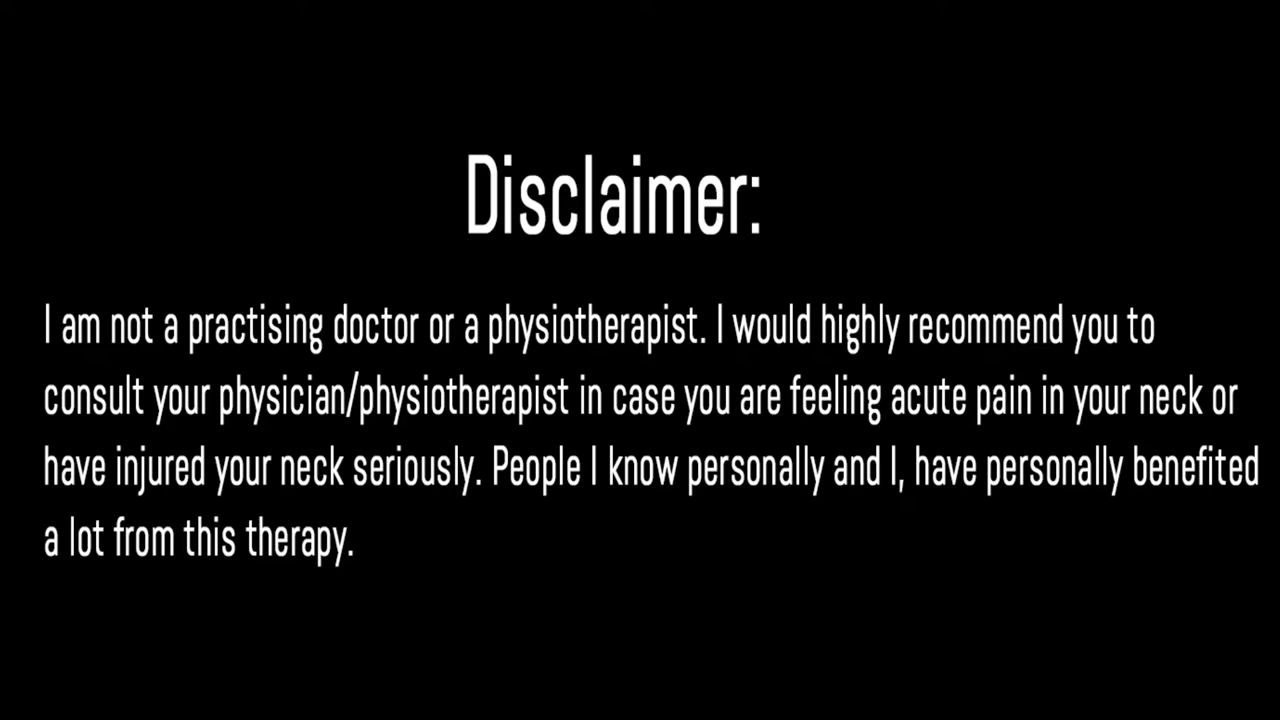 Disclaimer:
I am not a practising doctor or a physiotherapist. I would highly recommend you to
consult your physician/physiotherapist in case you are feeling acute pain in your neck or
have injured your neck seriously. People I know personally and I, have personally benefited
a lot from this therapy.